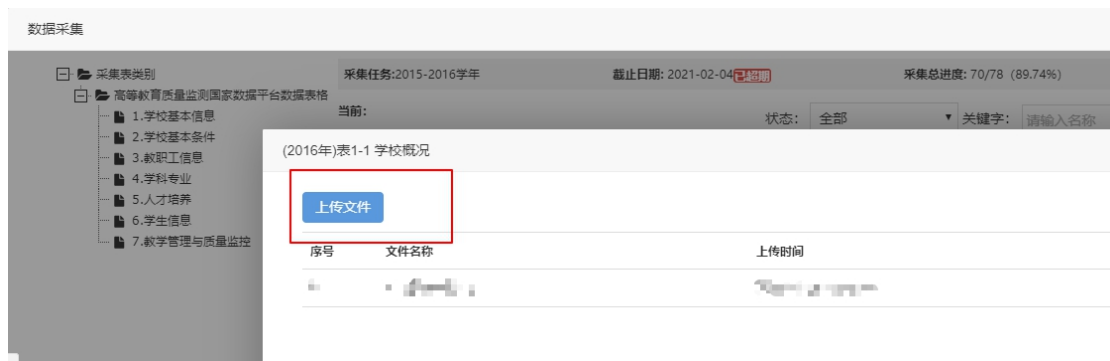 数据采集
采集表类别
高等教育质量监测国家数据平台数据表格
1.学校基本信息
2.学校基本条件
3.教职工信息
4.学科专业
5.人才培养
6.学生信息
7.教学管理与质量监控
采集任务:2015-2016学年 截止日期: 2021-02-04 已超期 采集总进度: 70/78 (89.74%)
当前: 状态: 全部 关键字: 请输入名称
(2016年)表1-1 学校概况
上传文件
序号 文件名称 上传时间